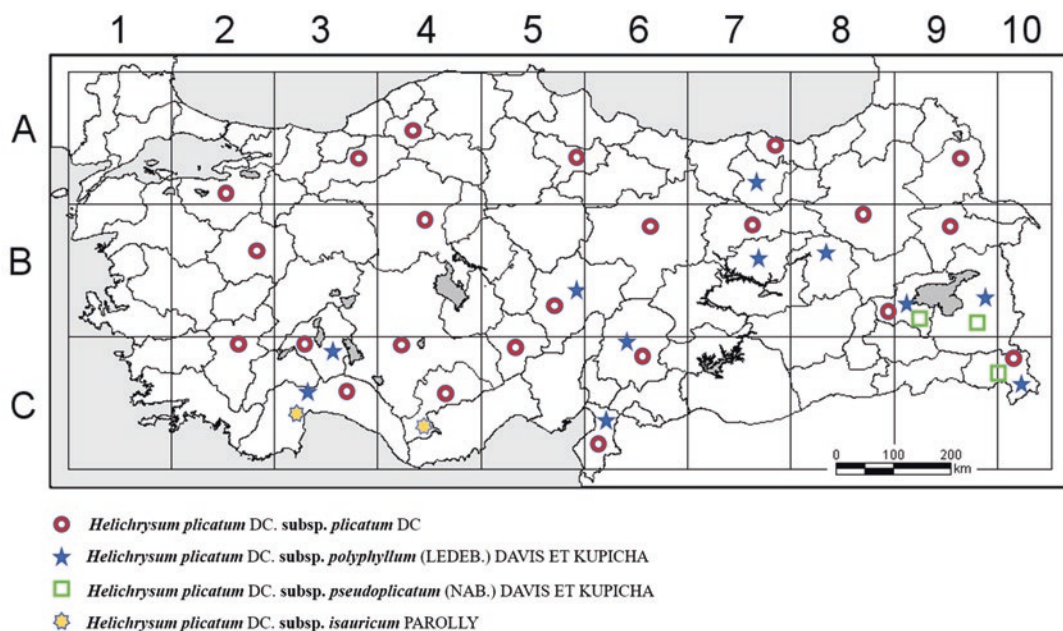 1 2 3 4 5 6 7 8 9 10
A
B
C
0 100 200
km
Helichrysum plicatum DC. subsp. plicatum DC
Helichrysum plicatum DC. subsp. polyphyllum (LEDEB.) DAVIS ET KUPICHA
Helichrysum plicatum DC. subsp. pseudoplicatum (NAB.) DAVIS ET KUPICHA
Helichrysum plicatum DC. subsp. isauricum PAROLLY